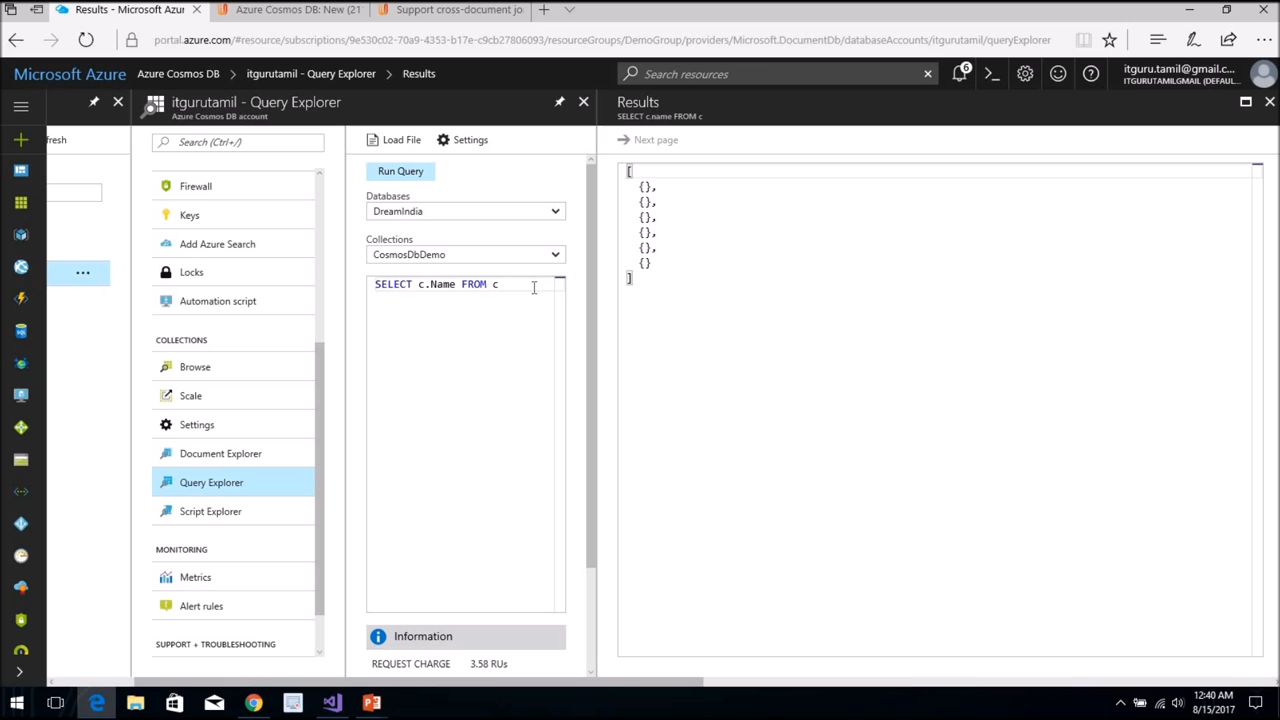 Results - Microsoft Azur
Azure Cosmos DB: New (21
Support cross-document jo
portal.azure.com/#resource/subscriptions/9e530c02-70a9-4353-b17e-c9cb27806093/resourceGroups/DemoGroup/providers/Microsoft.DocumentDb/databaseAccounts/itgurutamil/queryExplorer
Microsoft Azure
Azure Cosmos DB
itgurutamil - Query Explorer
Results
Search resources
6
itguru.tamil@gmail.c...
ITGURUTAMILGMAIL (DEFAUL...
fresh
itgurutamil - Query Explorer
Azure Cosmos DB account
Search (Ctrl+/)
Firewall
Keys
Add Azure Search
Locks
Automation script
COLLECTIONS
Browse
Scale
Settings
Document Explorer
Query Explorer
Script Explorer
MONITORING
Metrics
Alert rules
SUPPORT + TROUBLESHOOTING
Load File
Settings
Run Query
Databases
DreamIndia
Collections
CosmosDbDemo
SELECT c.Name FROM c
Information
REQUEST CHARGE 3.58 RUs
Results
SELECT c.name FROM c
Next page
[
{},
{},
{},
{},
{},
{}
]
12:40 AM
8/15/2017